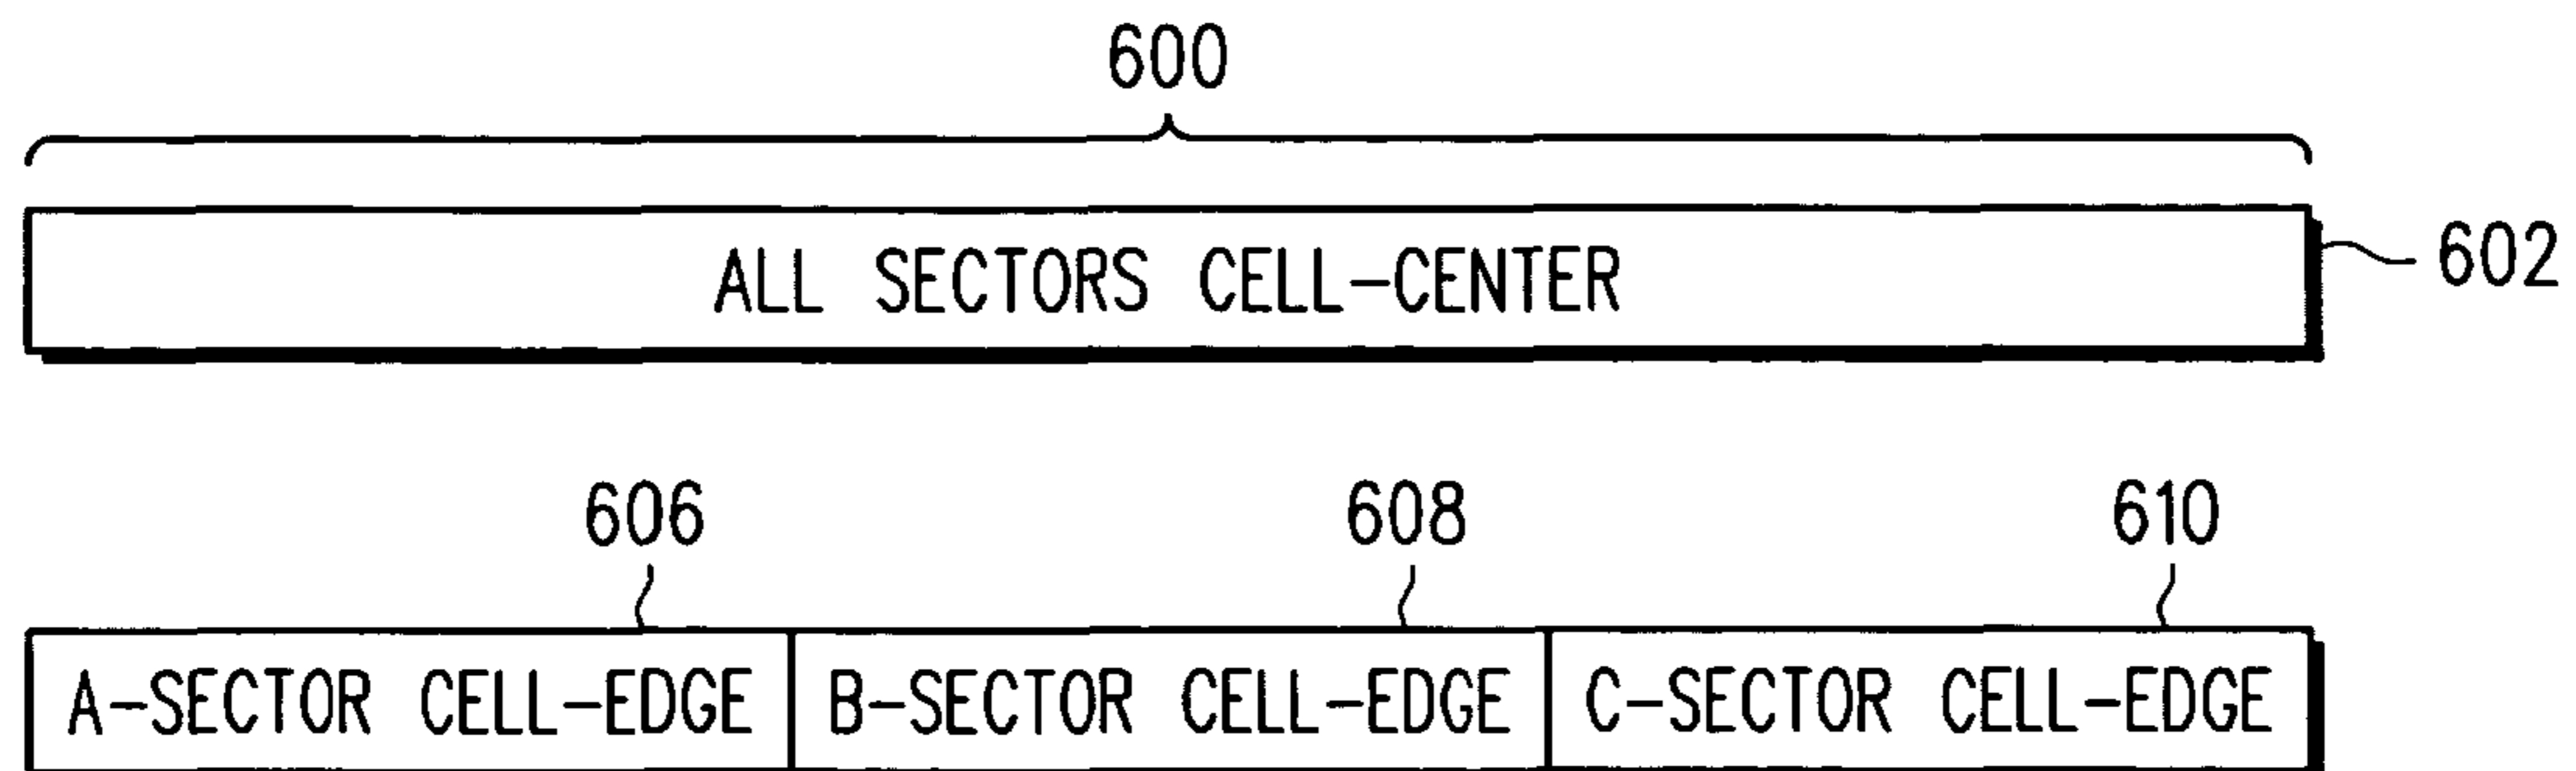 600
ALL SECTORS CELL-CENTER
602
606 608 610
A-SECTOR CELL-EDGE B-SECTOR CELL-EDGE C-SECTOR CELL-EDGE